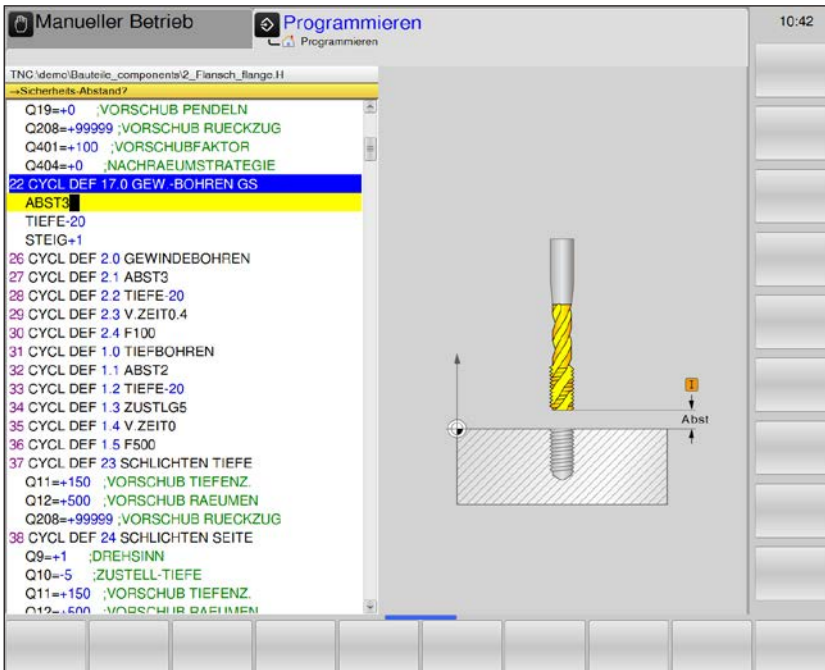 Manueller Betrieb
Programmieren
Programmieren
10:42
TNC:\demo\Bauteile_components\2_Flansch_flange.H
→Sicherheits-Abstand?
Q19=+0 ;VORSCHUB PENDELN
Q208=+99999 ;VORSCHUB RUECKZUG
Q401=+100 ;VORSCHUBFAKTOR
Q404=+0 ;NACHRAEUMSTRATEGIE
22 CYCL DEF 17.0 GEW.-BOHREN GS
ABST3
TIEFE-20
STEIG+1
26 CYCL DEF 2.0 GEWINDEBOHREN
27 CYCL DEF 2.1 ABST3
28 CYCL DEF 2.2 TIEFE-20
29 CYCL DEF 2.3 V.ZEIT0.4
30 CYCL DEF 2.4 F100
31 CYCL DEF 1.0 TIEFBOHREN
32 CYCL DEF 1.1 ABST2
33 CYCL DEF 1.2 TIEFE-20
34 CYCL DEF 1.3 ZUSTLG5
35 CYCL DEF 1.4 V.ZEIT0
36 CYCL DEF 1.5 F500
37 CYCL DEF 23 SCHLICHTEN TIEFE
Q11=+150 ;VORSCHUB TIEFENZ.
Q12=+500 ;VORSCHUB RAEUMEN
Q208=+99999 ;VORSCHUB RUECKZUG
38 CYCL DEF 24 SCHLICHTEN SEITE
Q9=+1 ;DREHSINN
Q10=-5 ;ZUSTELL-TIEFE
Q11=+150 ;VORSCHUB TIEFENZ.
Q12=+500 ;VORSCHUB RAEUMEN
I
Abst